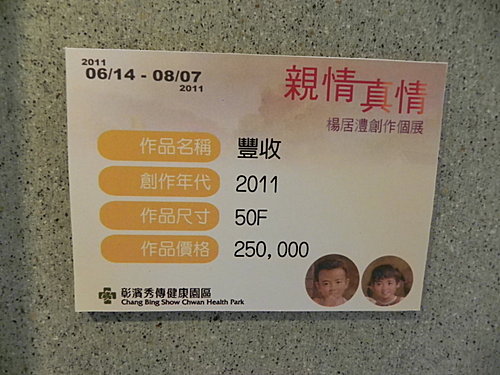 2011
06/14 - 08/07
2011
親情真情
楊居澧創作個展
作品名稱 豐收
創作年代 2011
作品尺寸 50F
作品價格 250,000
彰濱秀傳健康園區
Chang Bing Show Chwan Health Park